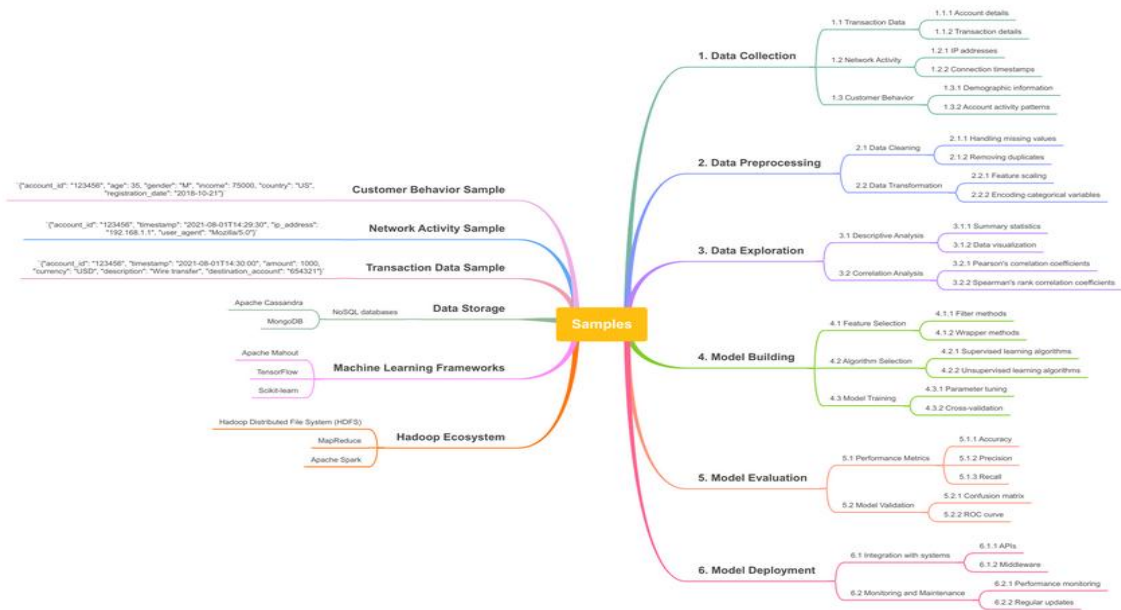 Samples
1. Data Collection
1.1 Transaction Data
1.1.1 Account details
1.1.2 Transaction details
1.2 Network Activity
1.2.1 IP addresses
1.2.2 Connection timestamps
1.3 Customer Behavior
1.3.1 Demographic information
1.3.2 Account activity patterns
2. Data Preprocessing
2.1 Data Cleaning
2.1.1 Handling missing values
2.1.2 Removing duplicates
2.2 Data Transformation
2.2.1 Feature scaling
2.2.2 Encoding categorical variables
3. Data Exploration
3.1 Descriptive Analysis
3.1.1 Summary statistics
3.1.2 Data visualization
3.2 Correlation Analysis
3.2.1 Pearson's correlation coefficients
3.2.2 Spearman's rank correlation coefficients
4. Model Building
4.1 Feature Selection
4.1.1 Filter methods
4.1.2 Wrapper methods
4.2 Algorithm Selection
4.2.1 Supervised learning algorithms
4.2.2 Unsupervised learning algorithms
4.3 Model Training
4.3.1 Parameter tuning
4.3.2 Cross-validation
5. Model Evaluation
5.1 Performance Metrics
5.1.1 Accuracy
5.1.2 Precision
5.1.3 Recall
5.2 Model Validation
5.2.1 Confusion matrix
5.2.2 ROC curve
6. Model Deployment
6.1 Integration with systems
6.1.1 APIs
6.1.2 Middleware
6.2 Monitoring and Maintenance
6.2.1 Performance monitoring
6.2.2 Regular updates
Customer Behavior Sample
`{"account_id": "123456", "age": 35, "gender": "M", "income": 75000, "country": "US",
"registration_date": "2018-10-21"}`
Network Activity Sample
`{"account_id": "123456", "timestamp": "2021-08-01T14:29:30", "ip_address":
"192.168.1.1", "user_agent": "Mozilla/5.0"}`
Transaction Data Sample
`{"account_id": "123456", "timestamp": "2021-08-01T14:30:00", "amount": 1000,
"currency": "USD", "description": "Wire transfer", "destination_account": "654321"}`
Data Storage
NoSQL databases
Apache Cassandra
MongoDB
Machine Learning Frameworks
Apache Mahout
TensorFlow
Scikit-learn
Hadoop Ecosystem
Hadoop Distributed File System (HDFS)
MapReduce
Apache Spark